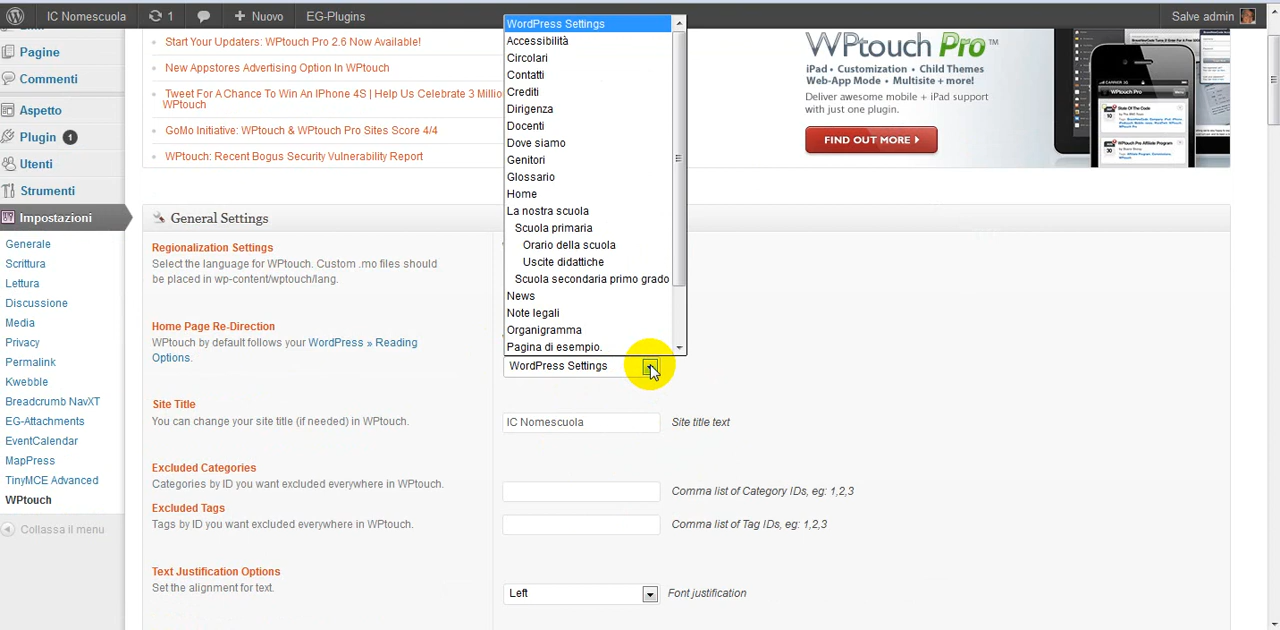 IC Nomescuola
1
Nuovo
EG-Plugins
Salve admin
Pagine
Commenti
Aspetto
Plugin 1
Utenti
Strumenti
Impostazioni
Generale
Scrittura
Lettura
Discussione
Media
Privacy
Permalink
Kwebble
Breadcrumb NavXT
EG-Attachments
EventCalendar
MapPress
TinyMCE Advanced
WPtouch
Collassa il menu
Start Your Updaters: WPtouch Pro 2.6 Now Available!
New Appstores Advertising Option In WPtouch
Tweet For A Chance To Win An IPhone 4S | Help Us Celebrate 3 Millio
WPtouch
GoMo Initiative: WPtouch & WPtouch Pro Sites Score 4/4
WPtouch: Recent Bogus Security Vulnerability Report
WPtouch Pro™
iPad • Customization • Child Themes
Web-App Mode • Multisite • & more!
Deliver awesome mobile + iPad support
with just one plugin.
FIND OUT MORE
General Settings
Regionalization Settings
Select the language for WPtouch. Custom .mo files should
be placed in wp-content/wptouch/lang.
Home Page Re-Direction
WPtouch by default follows your WordPress » Reading
Options.
WordPress Settings
Accessibilità
Circolari
Contatti
Crediti
Dirigenza
Docenti
Dove siamo
Genitori
Glossario
Home
La nostra scuola
Scuola primaria
Orario della scuola
Uscite didattiche
Scuola secondaria primo grado
News
Note legali
Organigramma
Pagina di esempio.
WordPress Settings
Site Title
You can change your site title (if needed) in WPtouch.
IC Nomescuola
Site title text
Excluded Categories
Categories by ID you want excluded everywhere in WPtouch.
Comma list of Category IDs, eg: 1,2,3
Excluded Tags
Tags by ID you want excluded everywhere in WPtouch.
Comma list of Tag IDs, eg: 1,2,3
Text Justification Options
Set the alignment for text.
Left
Font justification